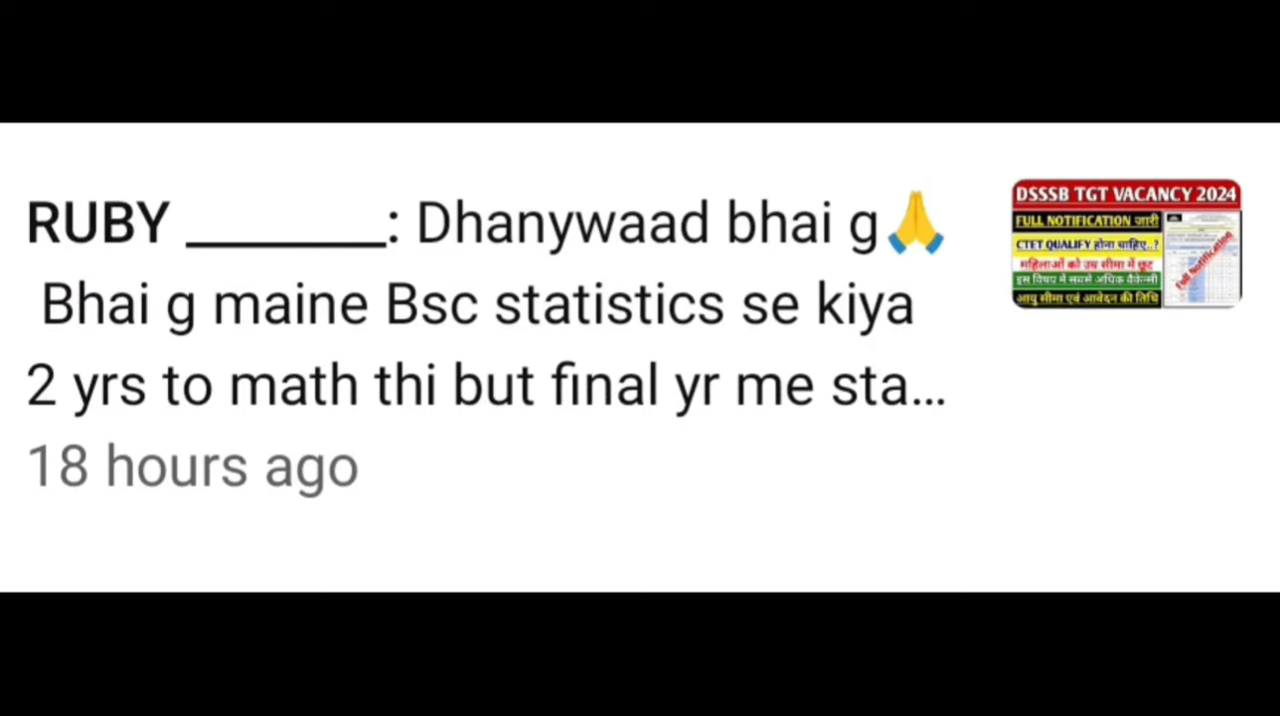 RUBY ________: Dhanywaad bhai g🙏
Bhai g maine Bsc statistics se kiya
2 yrs to math thi but final yr me sta...
18 hours ago
DSSSB TGT VACANCY 2024
FULL NOTIFICATION जारी
CTET QUALIFY होना चाहिए..?
महिलाओं को उम्र सीमा में छूट
इस विषय में सबसे अधिक वैकेन्सी
आयु सीमा एवं आवेदन की तिथि
Full Notification